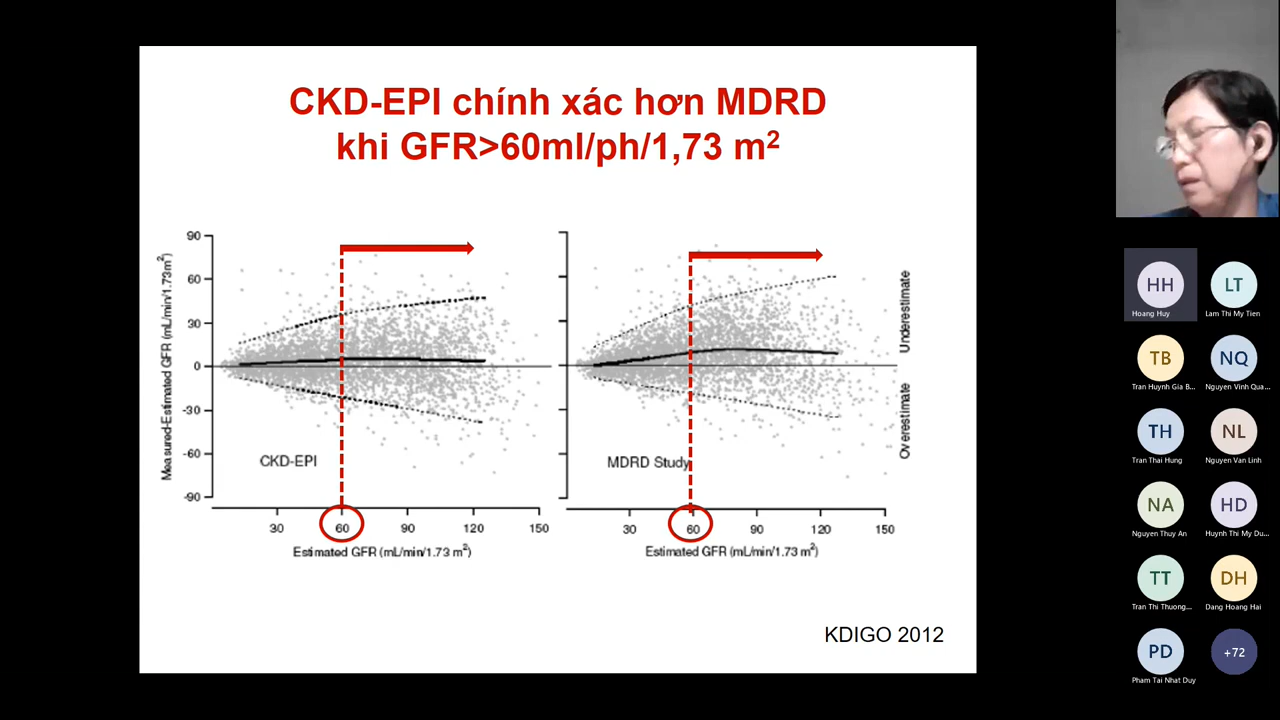 CKD-EPI chính xác hơn MDRD
khi GFR>60ml/ph/1,73 m²
Measured-Estimated GFR (mL/min/1.73m²)
90
60
30
0
-30
-60
-90
CKD-EPI
30
60
90
120
150
Estimated GFR (mL/min/1.73 m²)
MDRD Study
30
60
90
120
150
Estimated GFR (mL/min/1.73 m²)
Underestimate
Overestimate
KDIGO 2012
HH
Hoang Huy
LT
Lam Thi My Tien
TB
Tran Huynh Gia B...
NQ
Nguyen Vinh Qua...
TH
Tran Thai Hung
NL
Nguyen Van Linh
NA
Nguyen Thuy An
HD
Huynh Thi My Du...
TT
Tran Thi Thuong...
DH
Dang Hoang Hai
PD
Pham Tai Nhat Duy
+72